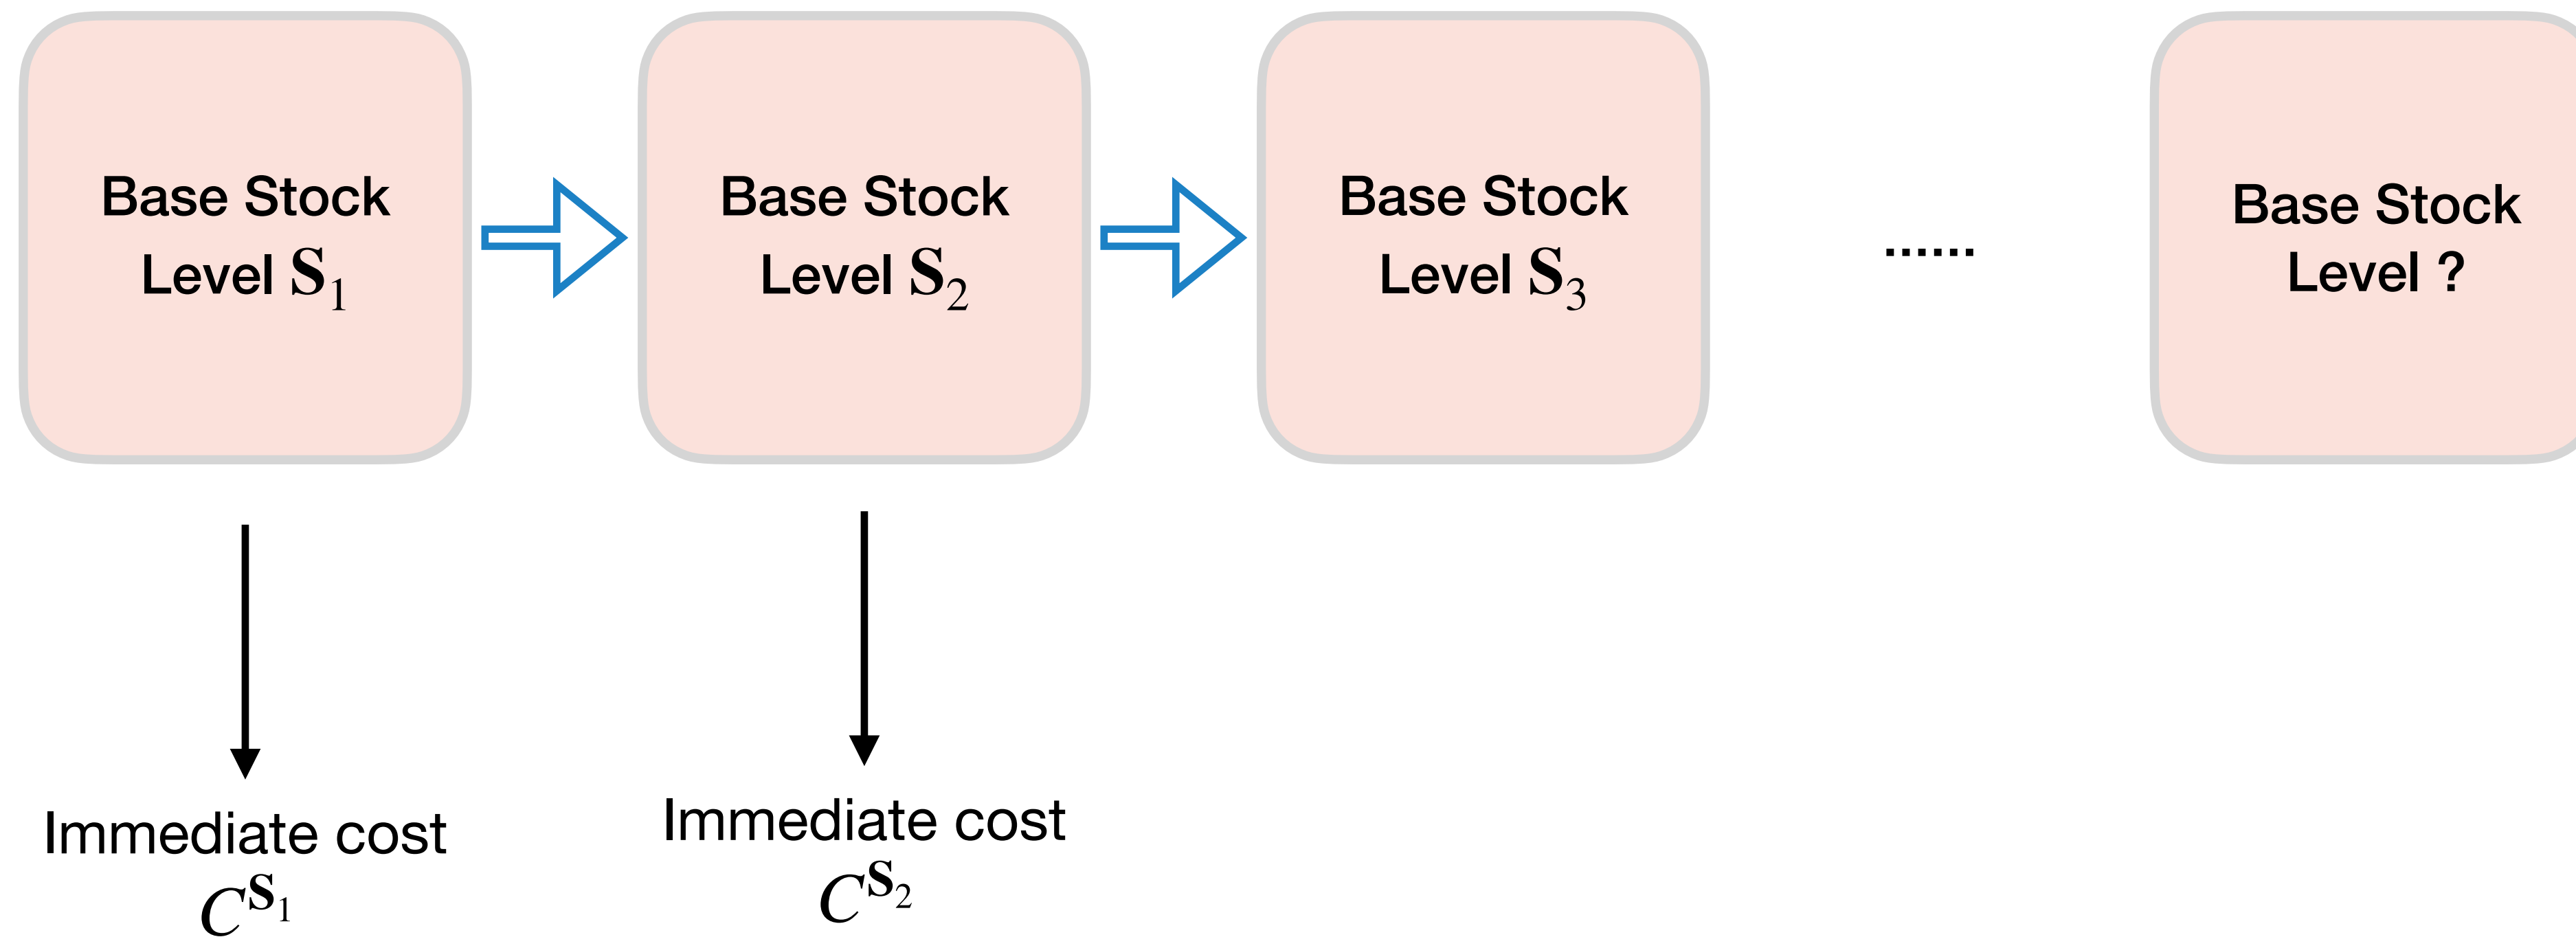 Base Stock
Level S₁
Base Stock
Level S₂
Base Stock
Level S₃
......
Base Stock
Level ?
Immediate cost
C^S₁
Immediate cost
C^S₂